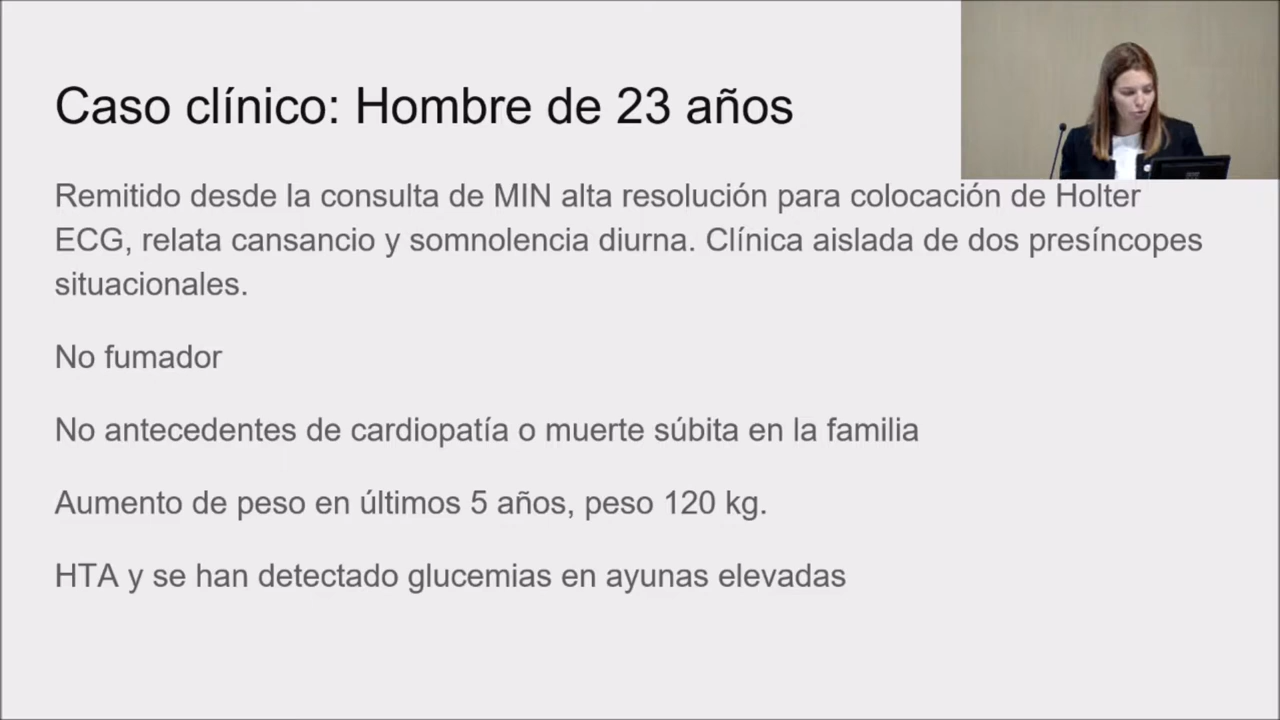 Caso clínico: Hombre de 23 años
Remitido desde la consulta de MIN alta resolución para colocación de Holter
ECG, relata cansancio y somnolencia diurna. Clínica aislada de dos presíncopes
situacionales.
No fumador
No antecedentes de cardiopatía o muerte súbita en la familia
Aumento de peso en últimos 5 años, peso 120 kg.
HTA y se han detectado glucemias en ayunas elevadas